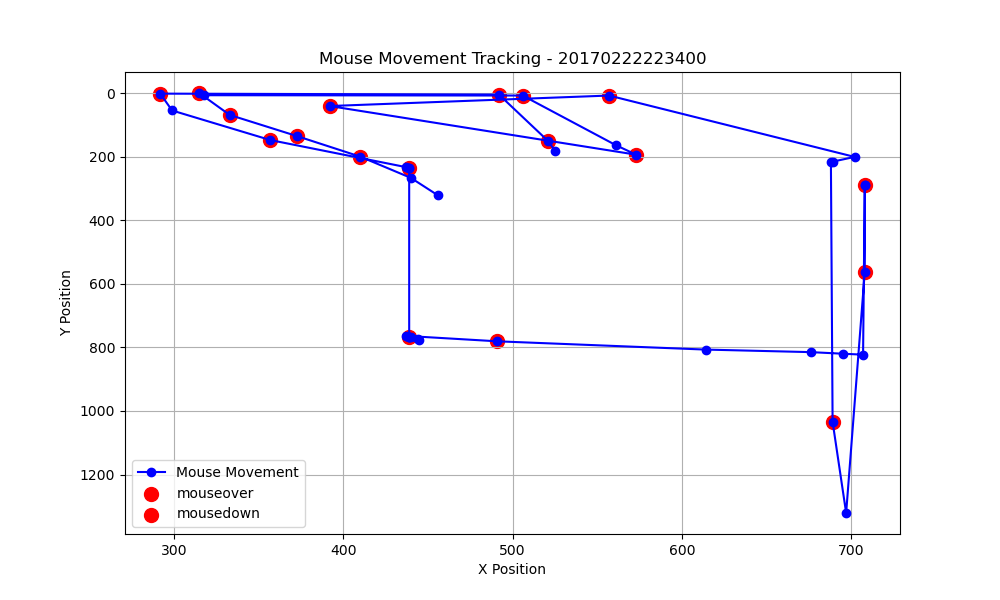 Mouse Movement Tracking - 20170222223400
0
200
400
600
800
1000
1200
Y Position
Mouse Movement
mouseover
mousedown
300 400 500 600 700
X Position